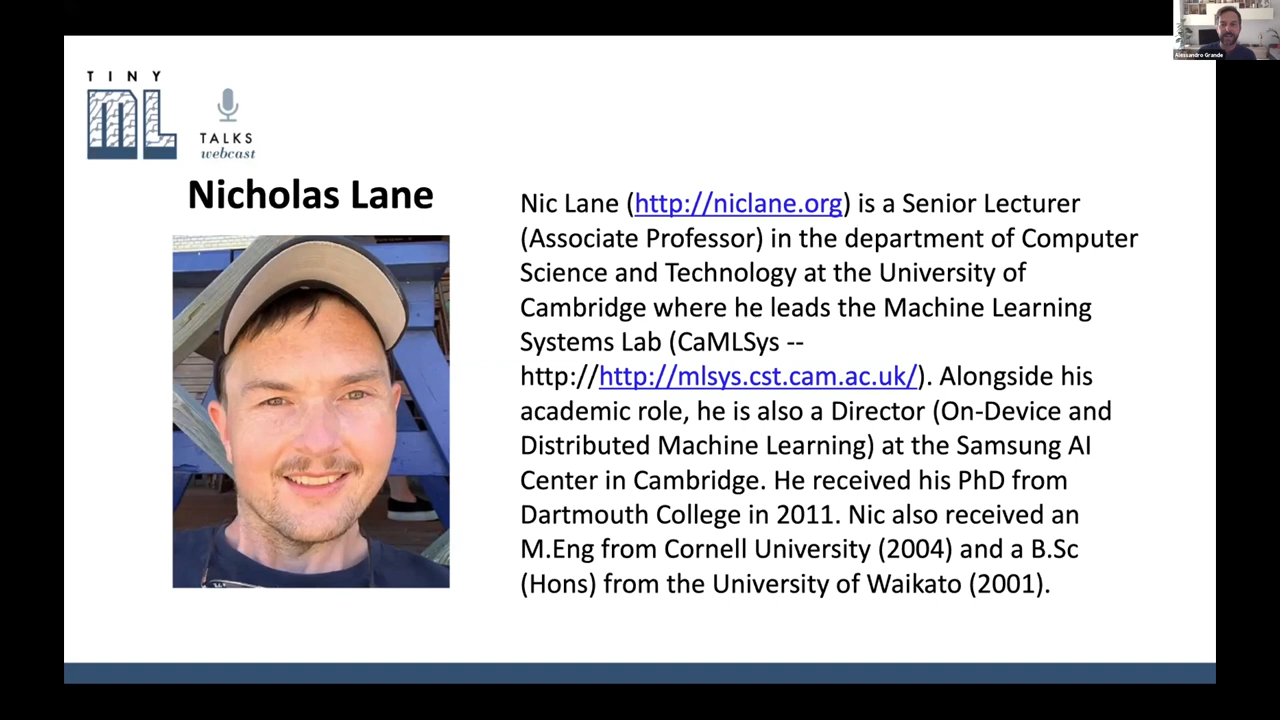 Alessandro Grande
TINY
ML
TALKS
webcast
Nicholas Lane
Nic Lane (http://niclane.org) is a Senior Lecturer
(Associate Professor) in the department of Computer
Science and Technology at the University of
Cambridge where he leads the Machine Learning
Systems Lab (CaMLSys --
http://http://mlsys.cst.cam.ac.uk/). Alongside his
academic role, he is also a Director (On-Device and
Distributed Machine Learning) at the Samsung AI
Center in Cambridge. He received his PhD from
Dartmouth College in 2011. Nic also received an
M.Eng from Cornell University (2004) and a B.Sc
(Hons) from the University of Waikato (2001).